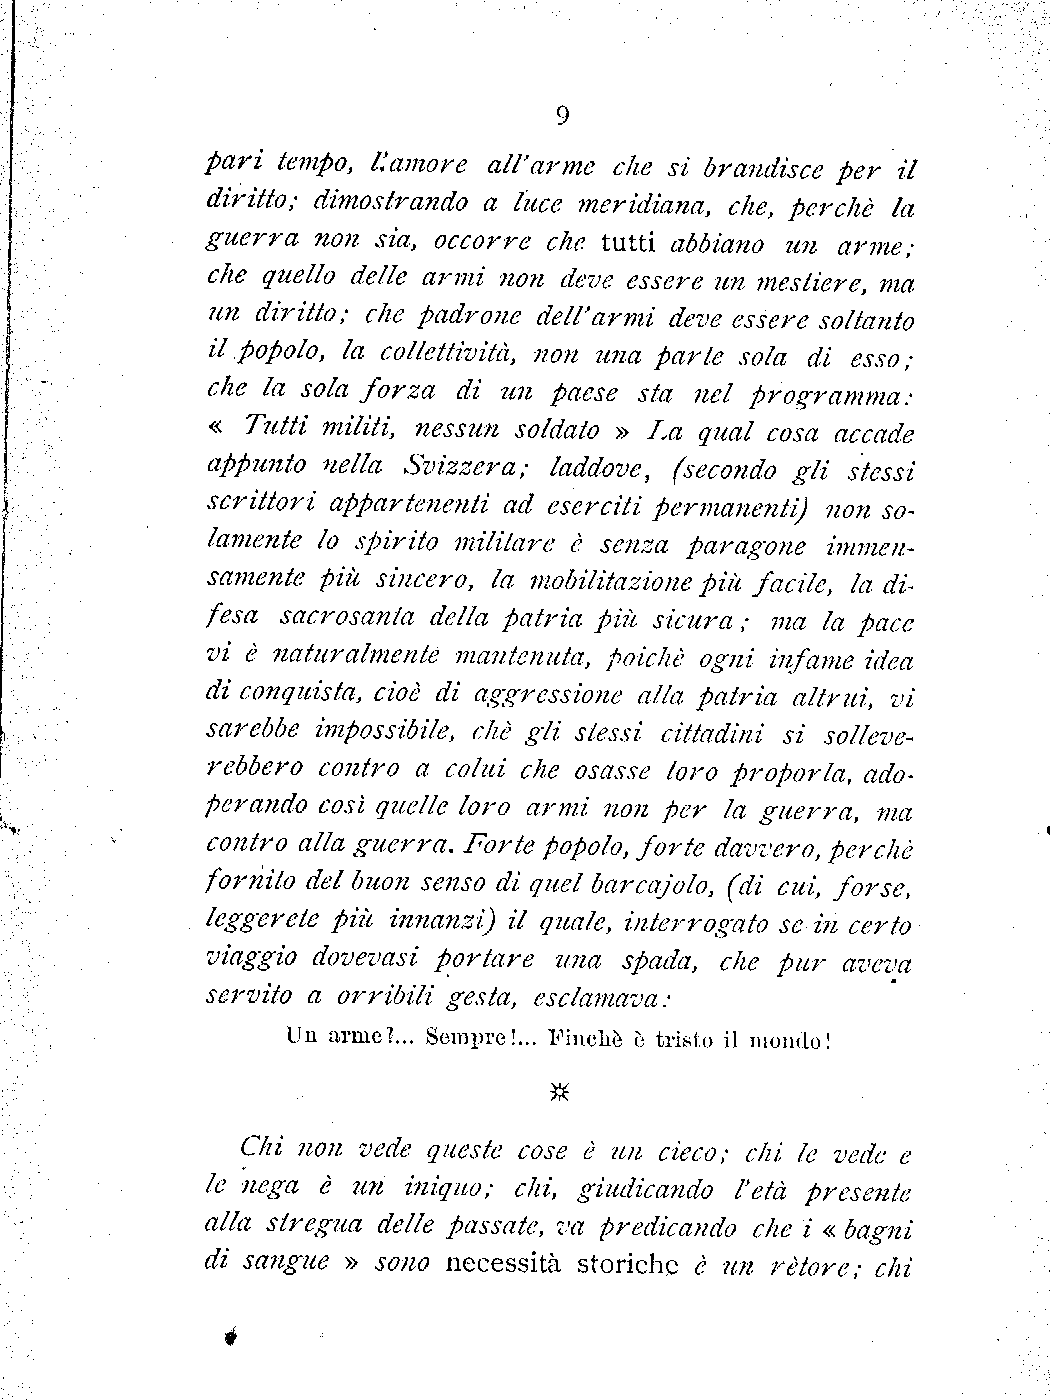 9
pari tempo, l'amore all'arme che si brandisce per il
diritto; dimostrando a luce meridiana, che, perchè la
guerra non sia, occorre che tutti abbiano un arme;
che quello delle armi non deve essere un mestiere, ma
un diritto; che padrone dell'armi deve essere soltanto
il popolo, la collettività, non una parte sola di esso;
che la sola forza di un paese sta nel programma:
« Tutti militi, nessun soldato » La qual cosa accade
appunto nella Svizzera; laddove, (secondo gli stessi
scrittori appartenenti ad eserciti permanenti) non so-
lamente lo spirito militare è senza paragone immen-
samente più sincero, la mobilitazione più facile, la di-
fesa sacrosanta della patria più sicura; ma la pace
vi è naturalmente mantenuta, poichè ogni infame idea
di conquista, cioè di aggressione alla patria altrui, vi
sarebbe impossibile, chè gli stessi cittadini si solleve-
rebbero contro a colui che osasse loro proporla, ado-
perando così quelle loro armi non per la guerra, ma
contro alla guerra. Forte popolo, forte davvero, perchè
fornito del buon senso di quel barcajolo, (di cui, forse,
leggerete più innanzi) il quale, interrogato se in certo
viaggio dovevasi portare una spada, che pur aveva
servito a orribili gesta, esclamava:
Un arme?... Sempre!... Finchè è tristo il mondo!
Chi non vede queste cose è un cieco; chi le vede e
le nega è un iniquo; chi, giudicando l'età presente
alla stregua delle passate, va predicando che i « bagni
di sangue » sono necessità storiche è un rètore; chi